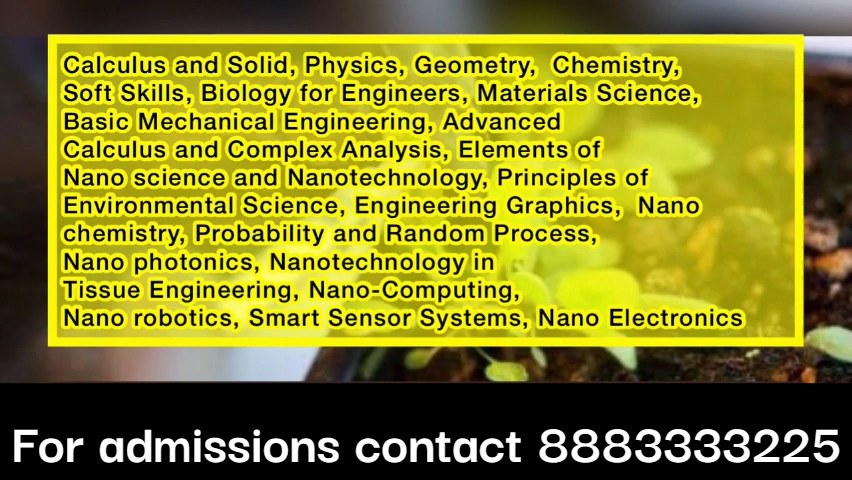 Calculus and Solid, Physics, Geometry,  Chemistry,
Soft Skills, Biology for Engineers, Materials Science,
Basic Mechanical Engineering, Advanced
Calculus and Complex Analysis, Elements of
Nano science and Nanotechnology, Principles of
Environmental Science, Engineering Graphics,  Nano
chemistry, Probability and Random Process,
Nano photonics, Nanotechnology in
Tissue Engineering, Nano-Computing,
Nano robotics, Smart Sensor Systems, Nano Electronics
For admissions contact 8883333225